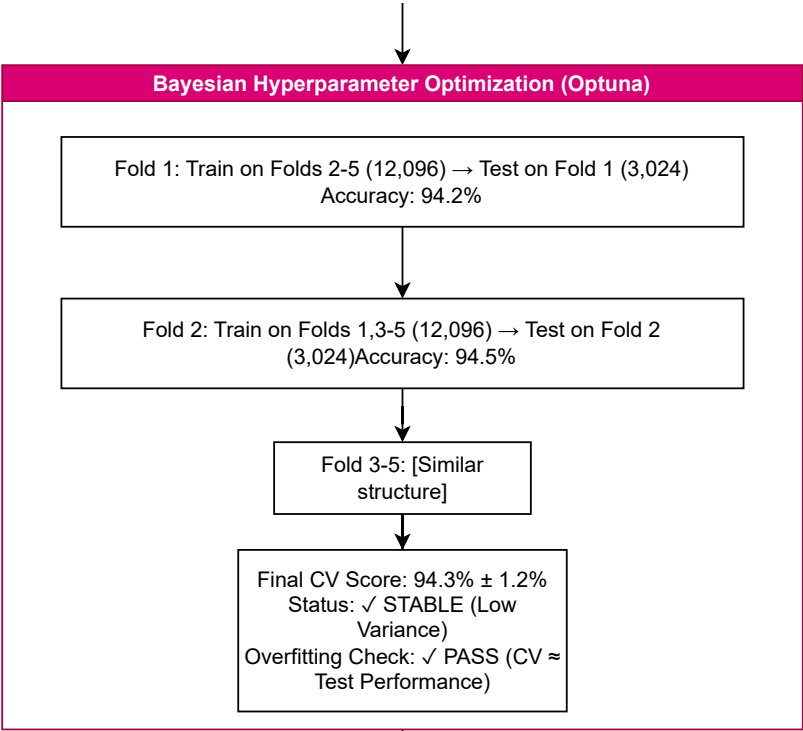 Bayesian Hyperparameter Optimization (Optuna)
Fold 1: Train on Folds 2-5 (12,096) → Test on Fold 1 (3,024)
Accuracy: 94.2%
Fold 2: Train on Folds 1,3-5 (12,096) → Test on Fold 2
(3,024)Accuracy: 94.5%
Fold 3-5: [Similar
structure]
Final CV Score: 94.3% ± 1.2%
Status: ✓ STABLE (Low
Variance)
Overfitting Check: ✓ PASS (CV ≈
Test Performance)